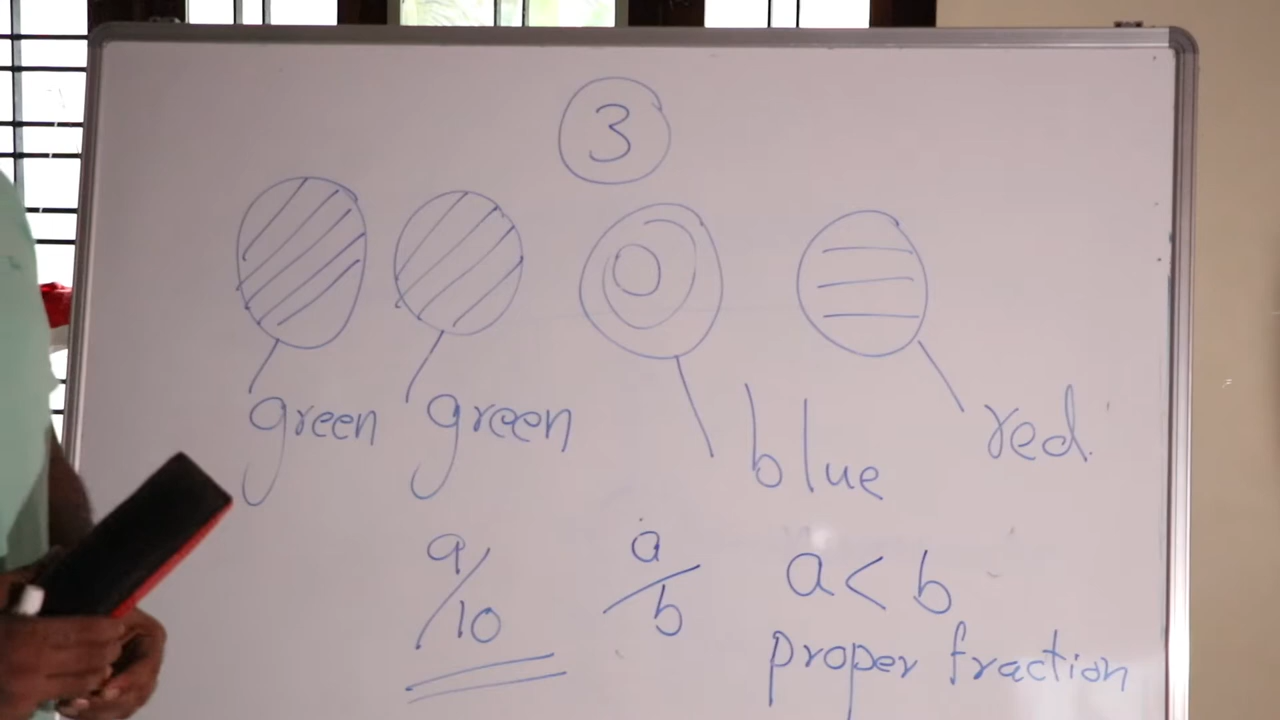 3
green green blue red
9/10 a/b a < b
proper fraction